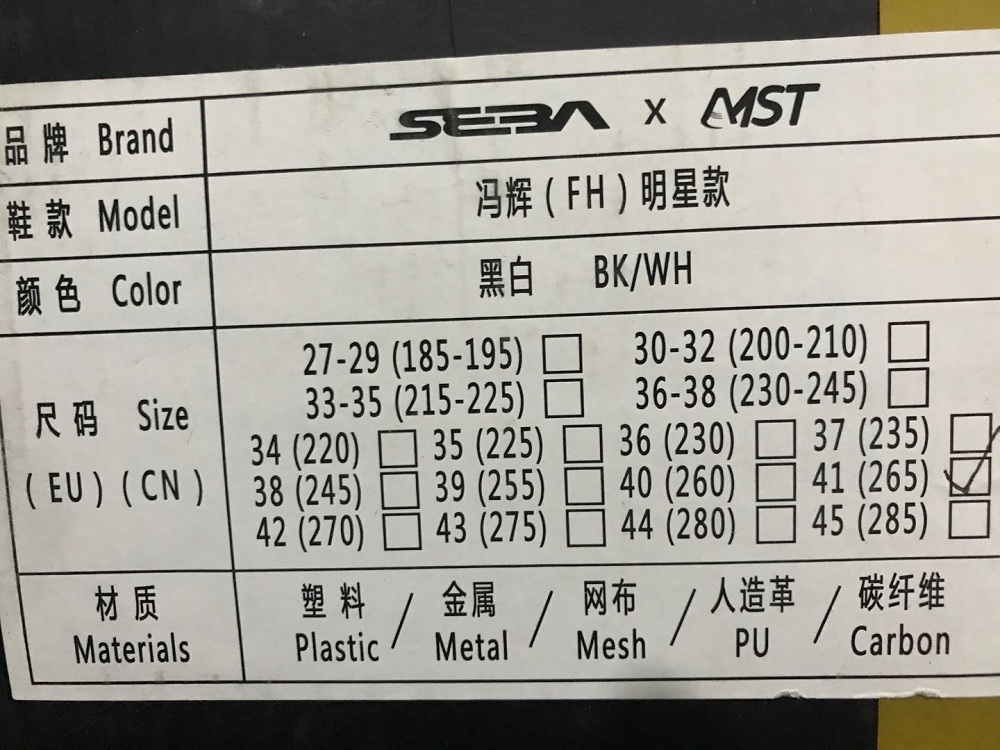 品牌 Brand SEBA x MST
鞋款 Model 冯辉(FH)明星款
颜色 Color 黑白 BK/WH
尺码 Size
(EU)(CN)
27-29 (185-195) 30-32 (200-210)
33-35 (215-225) 36-38 (230-245)
34 (220) 35 (225) 36 (230) 37 (235)
38 (245) 39 (255) 40 (260) 41 (265)
42 (270) 43 (275) 44 (280) 45 (285)
材质 塑料 / 金属 / 网布 / 人造革 / 碳纤维
Materials Plastic Metal Mesh PU Carbon